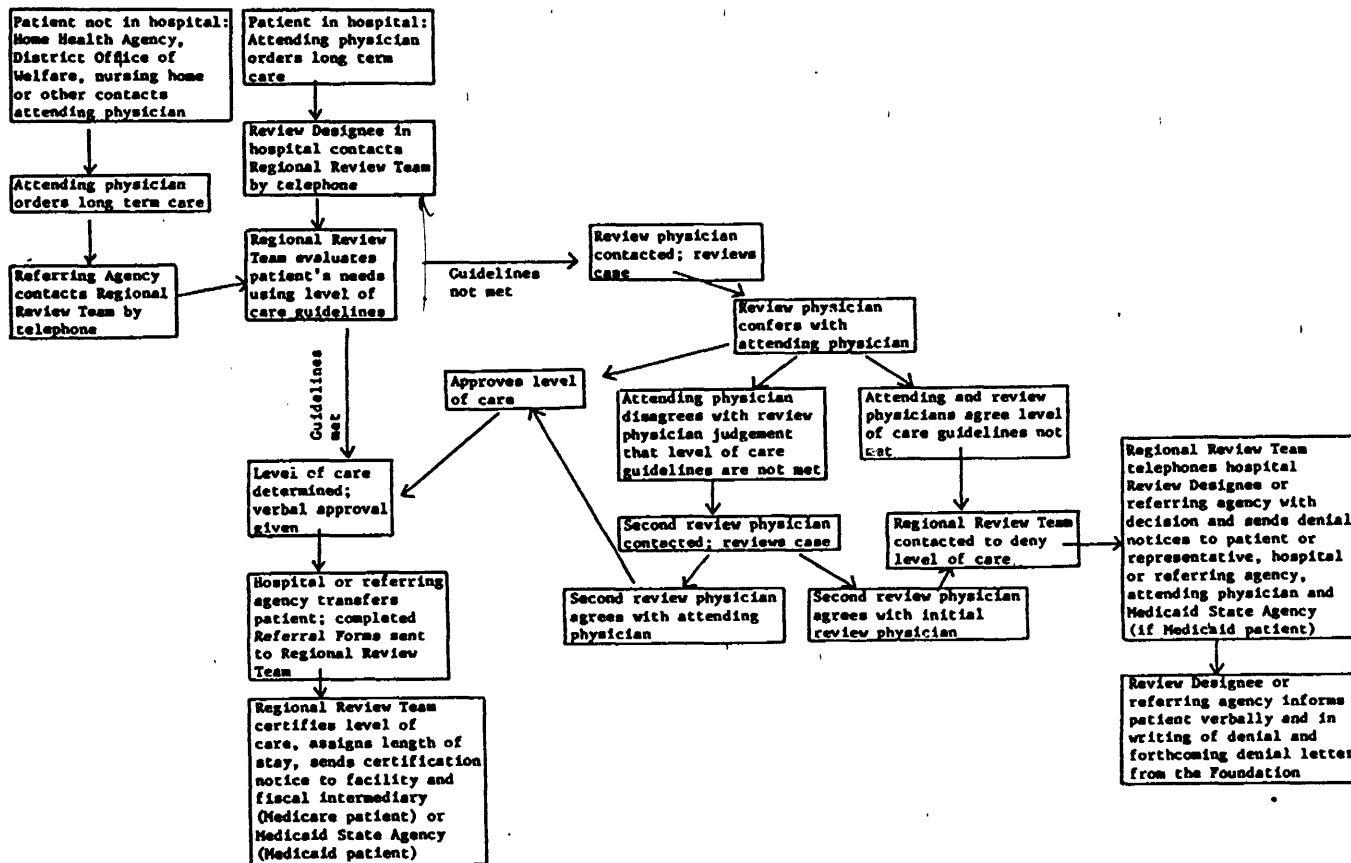 Patient not in hospital:
Home Health Agency,
District Office of
Welfare, nursing home
or other contacts
attending physician
Patient in hospital:
Attending physician
orders long term
care
Review Designee in
hospital contacts
Regional Review Team
by telephone
Attending physician
orders long term care
Referring Agency
contacts Regional
Review Team by
telephone
Regional Review
Team evaluates
patient's needs
using level of
care guidelines
Guidelines
not met
Review physician
contacted; reviews
case
Review physician
confers with
attending physician
Guidelines
met
Approves level
of care
Attending physician
disagrees with review
physician judgement
that level of care
guidelines are not met
Attending and review
physicians agree level
of care guidelines not
met
Level of care
determined;
verbal approval
given
Second review physician
contacted; reviews case
Regional Review Team
contacted to deny
level of care
Regional Review Team
telephones hospital
Review Designee or
referring agency with
decision and sends denial
notices to patient or
representative, hospital
or referring agency,
attending physician and
Medicaid State Agency
(if Medicaid patient)
Hospital or referring
agency transfers
patient; completed
Referral Forms sent
to Regional Review
Team
Second review physician
agrees with attending
physician
Second review physician
agrees with initial
review physician
Regional Review Team
certifies level of
care, assigns length of
stay, sends certification
notice to facility and
fiscal intermediary
(Medicare patient) or
Medicaid State Agency
(Medicaid patient)
Review Designee or
referring agency informs
patient verbally and in
writing of denial and
forthcoming denial letter
from the Foundation